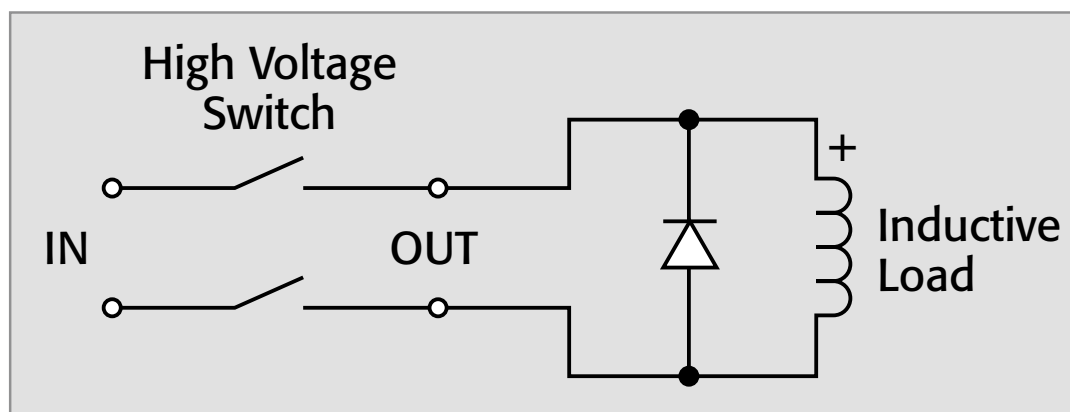 High Voltage
Switch
+
IN
OUT
Inductive
Load